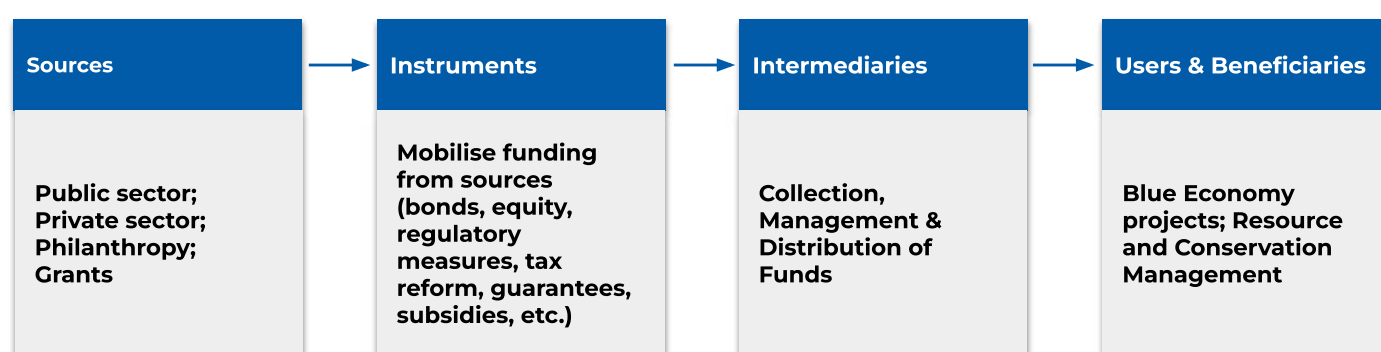 Sources
Public sector;
Private sector;
Philanthropy;
Grants
Instruments
Mobilise funding
from sources
(bonds, equity,
regulatory
measures, tax
reform, guarantees,
subsidies, etc.)
Intermediaries
Collection,
Management &
Distribution of
Funds
Users & Beneficiaries
Blue Economy
projects; Resource
and Conservation
Management